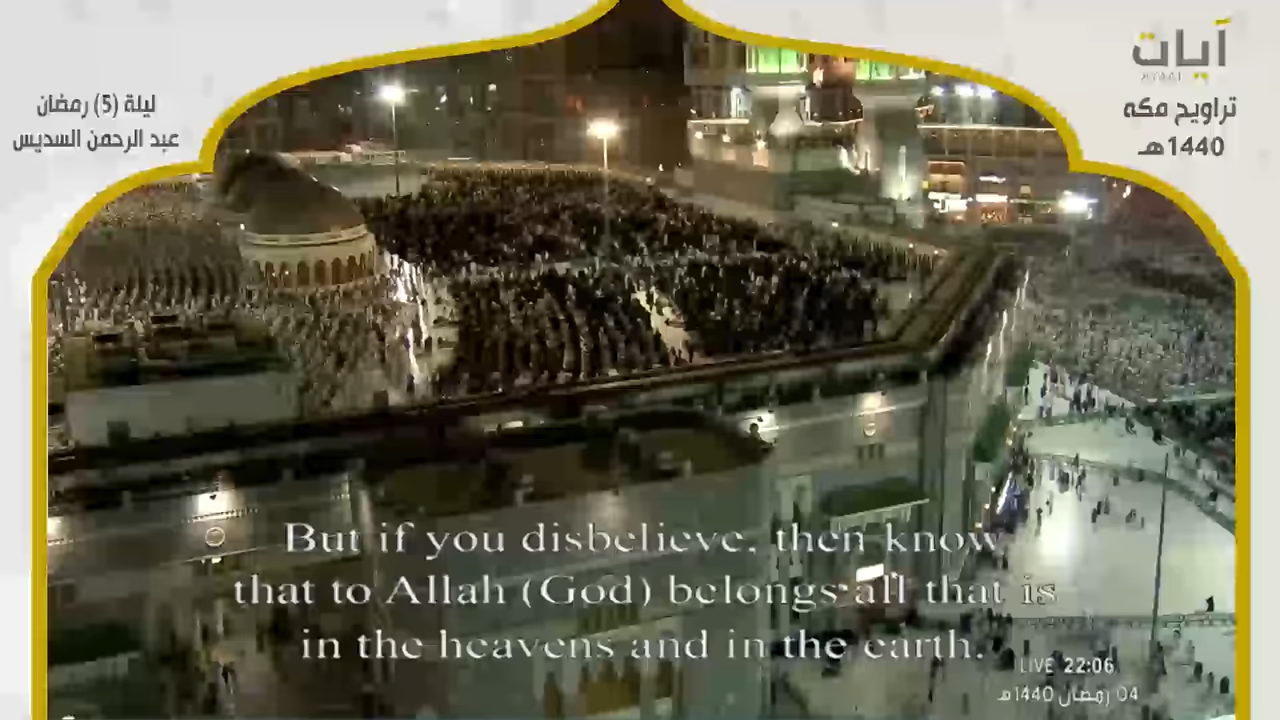 آيات
AYAAT
تراويح مكه
1440هـ
ليلة (5) رمضان
عبد الرحمن السديس
But if you disbelieve, then know
that to Allah (God) belongs all that is
in the heavens and in the earth.
LIVE 22:06
04 رمضان 1440هـ